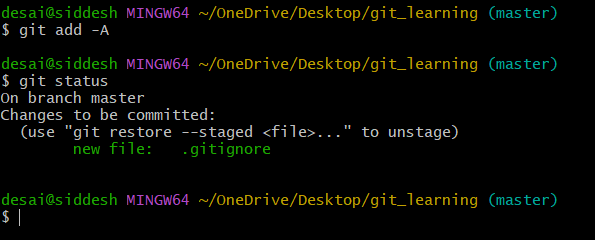 desai@siddesh MINGW64 ~/OneDrive/Desktop/git_learning (master)
$ git add -A
desai@siddesh MINGW64 ~/OneDrive/Desktop/git_learning (master)
$ git status
On branch master
Changes to be committed:
  (use "git restore --staged <file>..." to unstage)
        new file:   .gitignore
desai@siddesh MINGW64 ~/OneDrive/Desktop/git_learning (master)
$